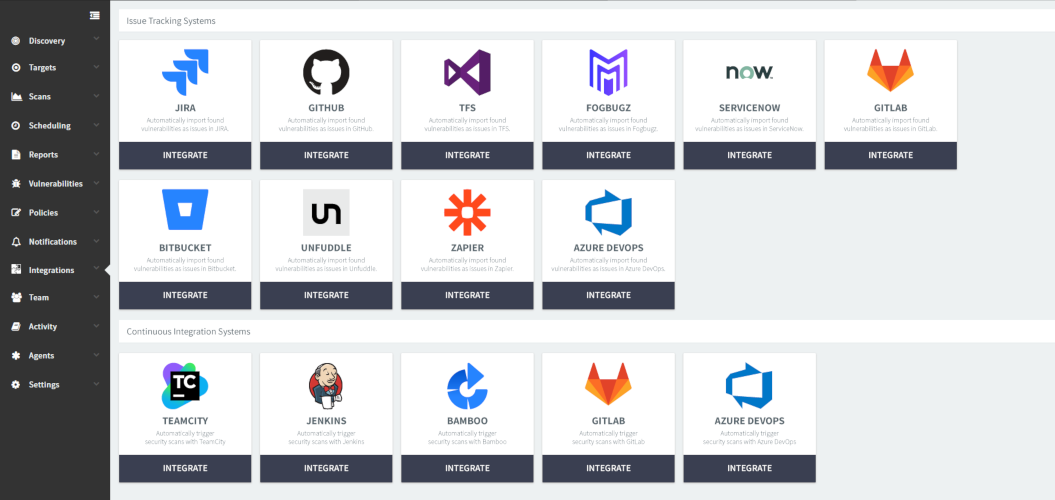 Discovery
Targets
Scans
Scheduling
Reports
Vulnerabilities
Policies
Notifications
Integrations
Team
Activity
Agents
Settings
Issue Tracking Systems
JIRA
Automatically import found
vulnerabilities as issues in JIRA.
INTEGRATE
GITHUB
Automatically import found
vulnerabilities as issues in GitHub.
INTEGRATE
TFS
Automatically import found
vulnerabilities as issues in TFS.
INTEGRATE
FOGBUGZ
Automatically import found
vulnerabilities as issues in Fogbugz.
INTEGRATE
now.
SERVICENOW
Automatically import found
vulnerabilities as issues in ServiceNow.
INTEGRATE
GITLAB
Automatically import found
vulnerabilities as issues in GitLab.
INTEGRATE
BITBUCKET
Automatically import found
vulnerabilities as issues in Bitbucket.
INTEGRATE
un
UNFUDDLE
Automatically import found
vulnerabilities as issues in Unfuddle.
INTEGRATE
ZAPIER
Automatically import found
vulnerabilities as issues in Zapier.
INTEGRATE
AZURE DEVOPS
Automatically import found
vulnerabilities as issues in Azure DevOps.
INTEGRATE
Continuous Integration Systems
TC
TEAMCITY
Automatically trigger
security scans with TeamCity
INTEGRATE
JENKINS
Automatically trigger
security scans with Jenkins
INTEGRATE
BAMBOO
Automatically trigger
security scans with Bamboo
INTEGRATE
GITLAB
Automatically trigger
security scans with GitLab
INTEGRATE
AZURE DEVOPS
Automatically trigger
security scans with Azure DevOps
INTEGRATE